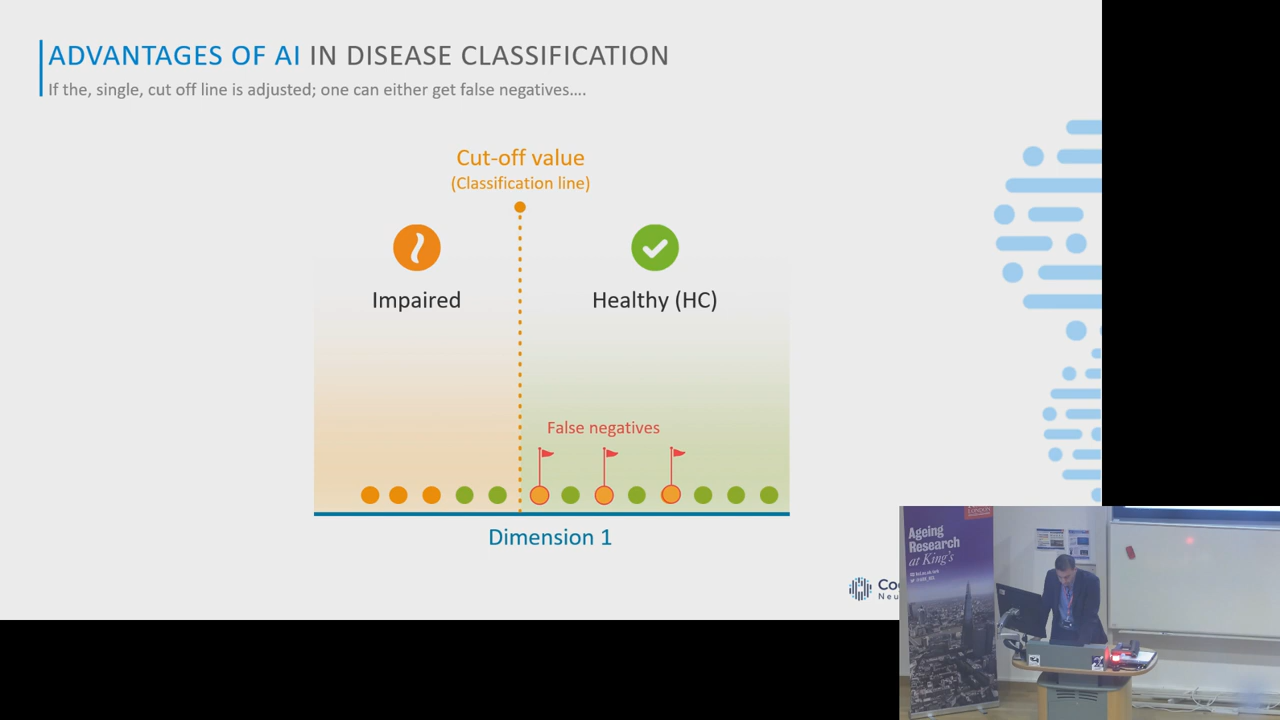 ADVANTAGES OF AI IN DISEASE CLASSIFICATION
If the, single, cut off line is adjusted; one can either get false negatives....
Cut-off value
(Classification line)
Impaired
Healthy (HC)
False negatives
Dimension 1
Ageing
Research
at King's